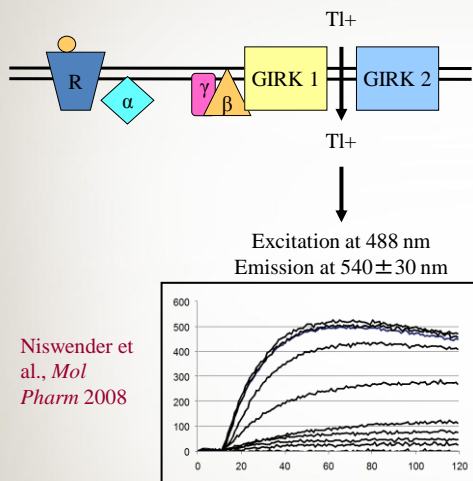 Tl+
R
α
γ
β
GIRK 1
GIRK 2
Tl+
Excitation at 488 nm
Emission at 540±30 nm
Niswender et
al., Mol
Pharm 2008
600
500
400
300
200
100
0
0 20 40 60 80 100 120